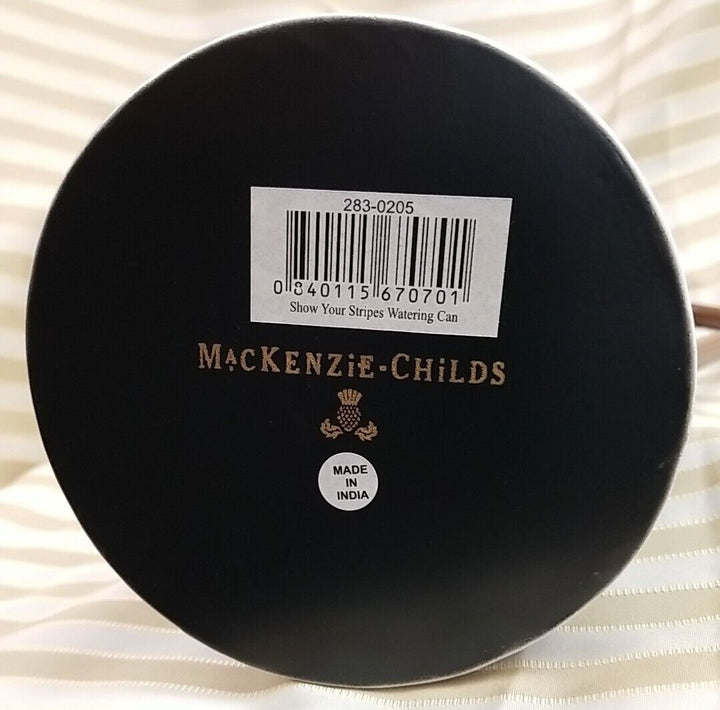 283-0205
0 840115 670701
Show Your Stripes Watering Can
MACKENZiE-CHiLDS
MADE
IN
INDIA